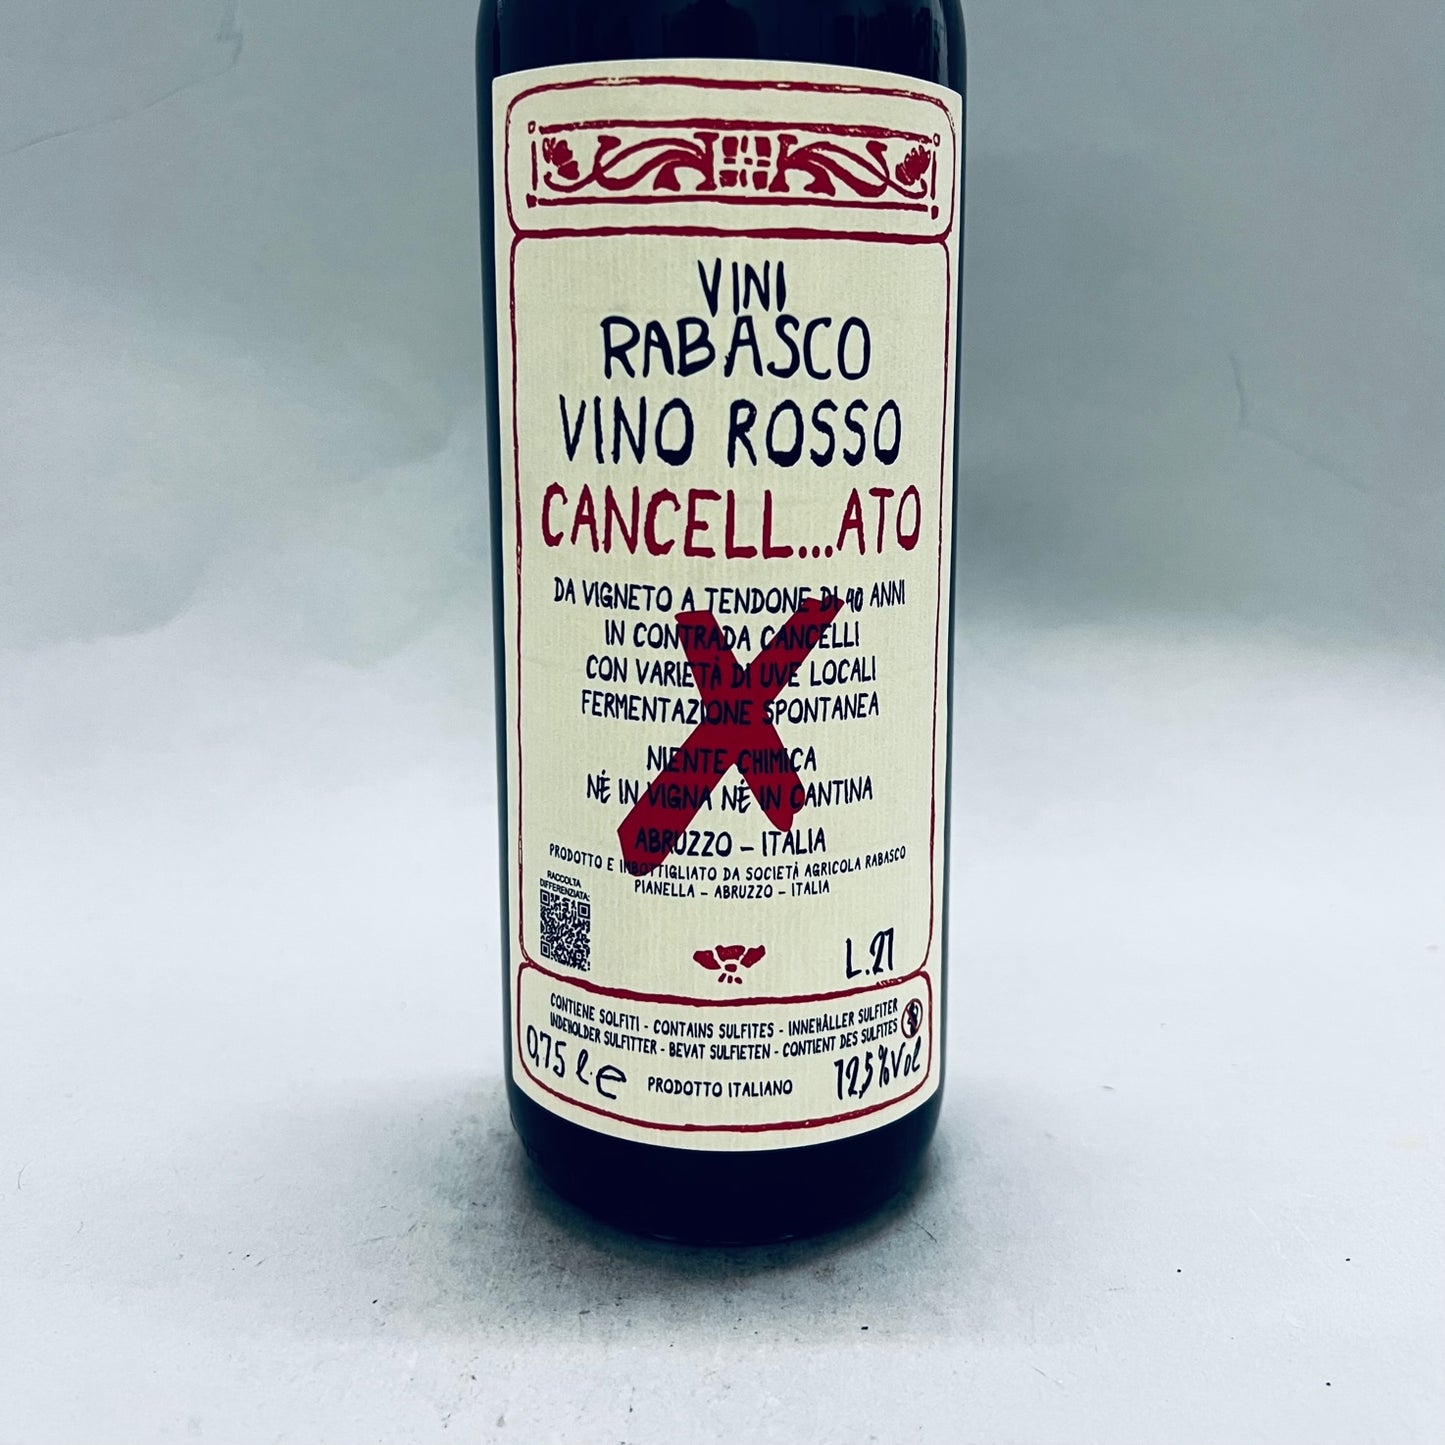 VINI
RABASCO
VINO ROSSO
CANCELL...ATO
DA VIGNETO A TENDONE DI 40 ANNI
IN CONTRADA CANCELLI
CON VARIETÀ DI UVE LOCALI
FERMENTAZIONE SPONTANEA
NIENTE CHIMICA
NÉ IN VIGNA NÉ IN CANTINA
ABRUZZO – ITALIA
PRODOTTO E IMBOTTIGLIATO DA SOCIETÀ AGRICOLA RABASCO
PIANELLA – ABRUZZO – ITALIA
RACCOLTA
DIFFERENZIATA:
L.21
CONTIENE SOLFITI - CONTAINS SULFITES - INNEHÅLLER SULFITER
INDEHOLDER SULFITTER - BEVAT SULFIETEN - CONTIENT DES SULFITES
0,75 l e
PRODOTTO ITALIANO
12,5 % Vol